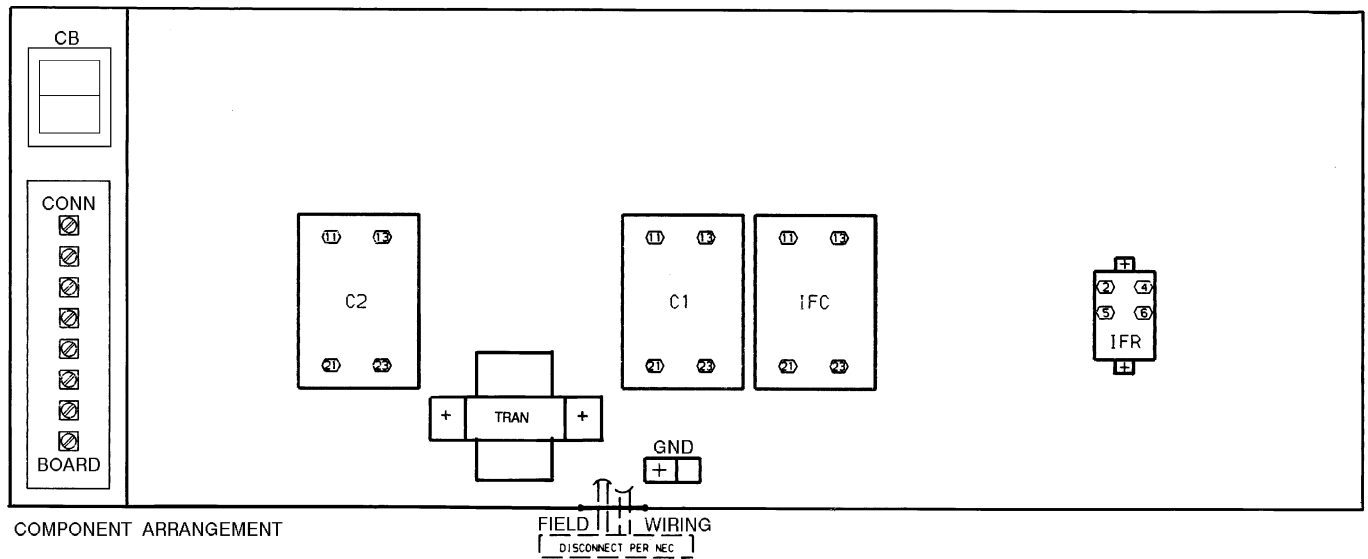 CB
CONN
BOARD
11 13
C2
21 23
11 13
C1
21 23
11 13
IFC
21 23
2 4
5 6
IFR
+ TRAN +
GND
+
FIELD WIRING
DISCONNECT PER NEC
COMPONENT ARRANGEMENT